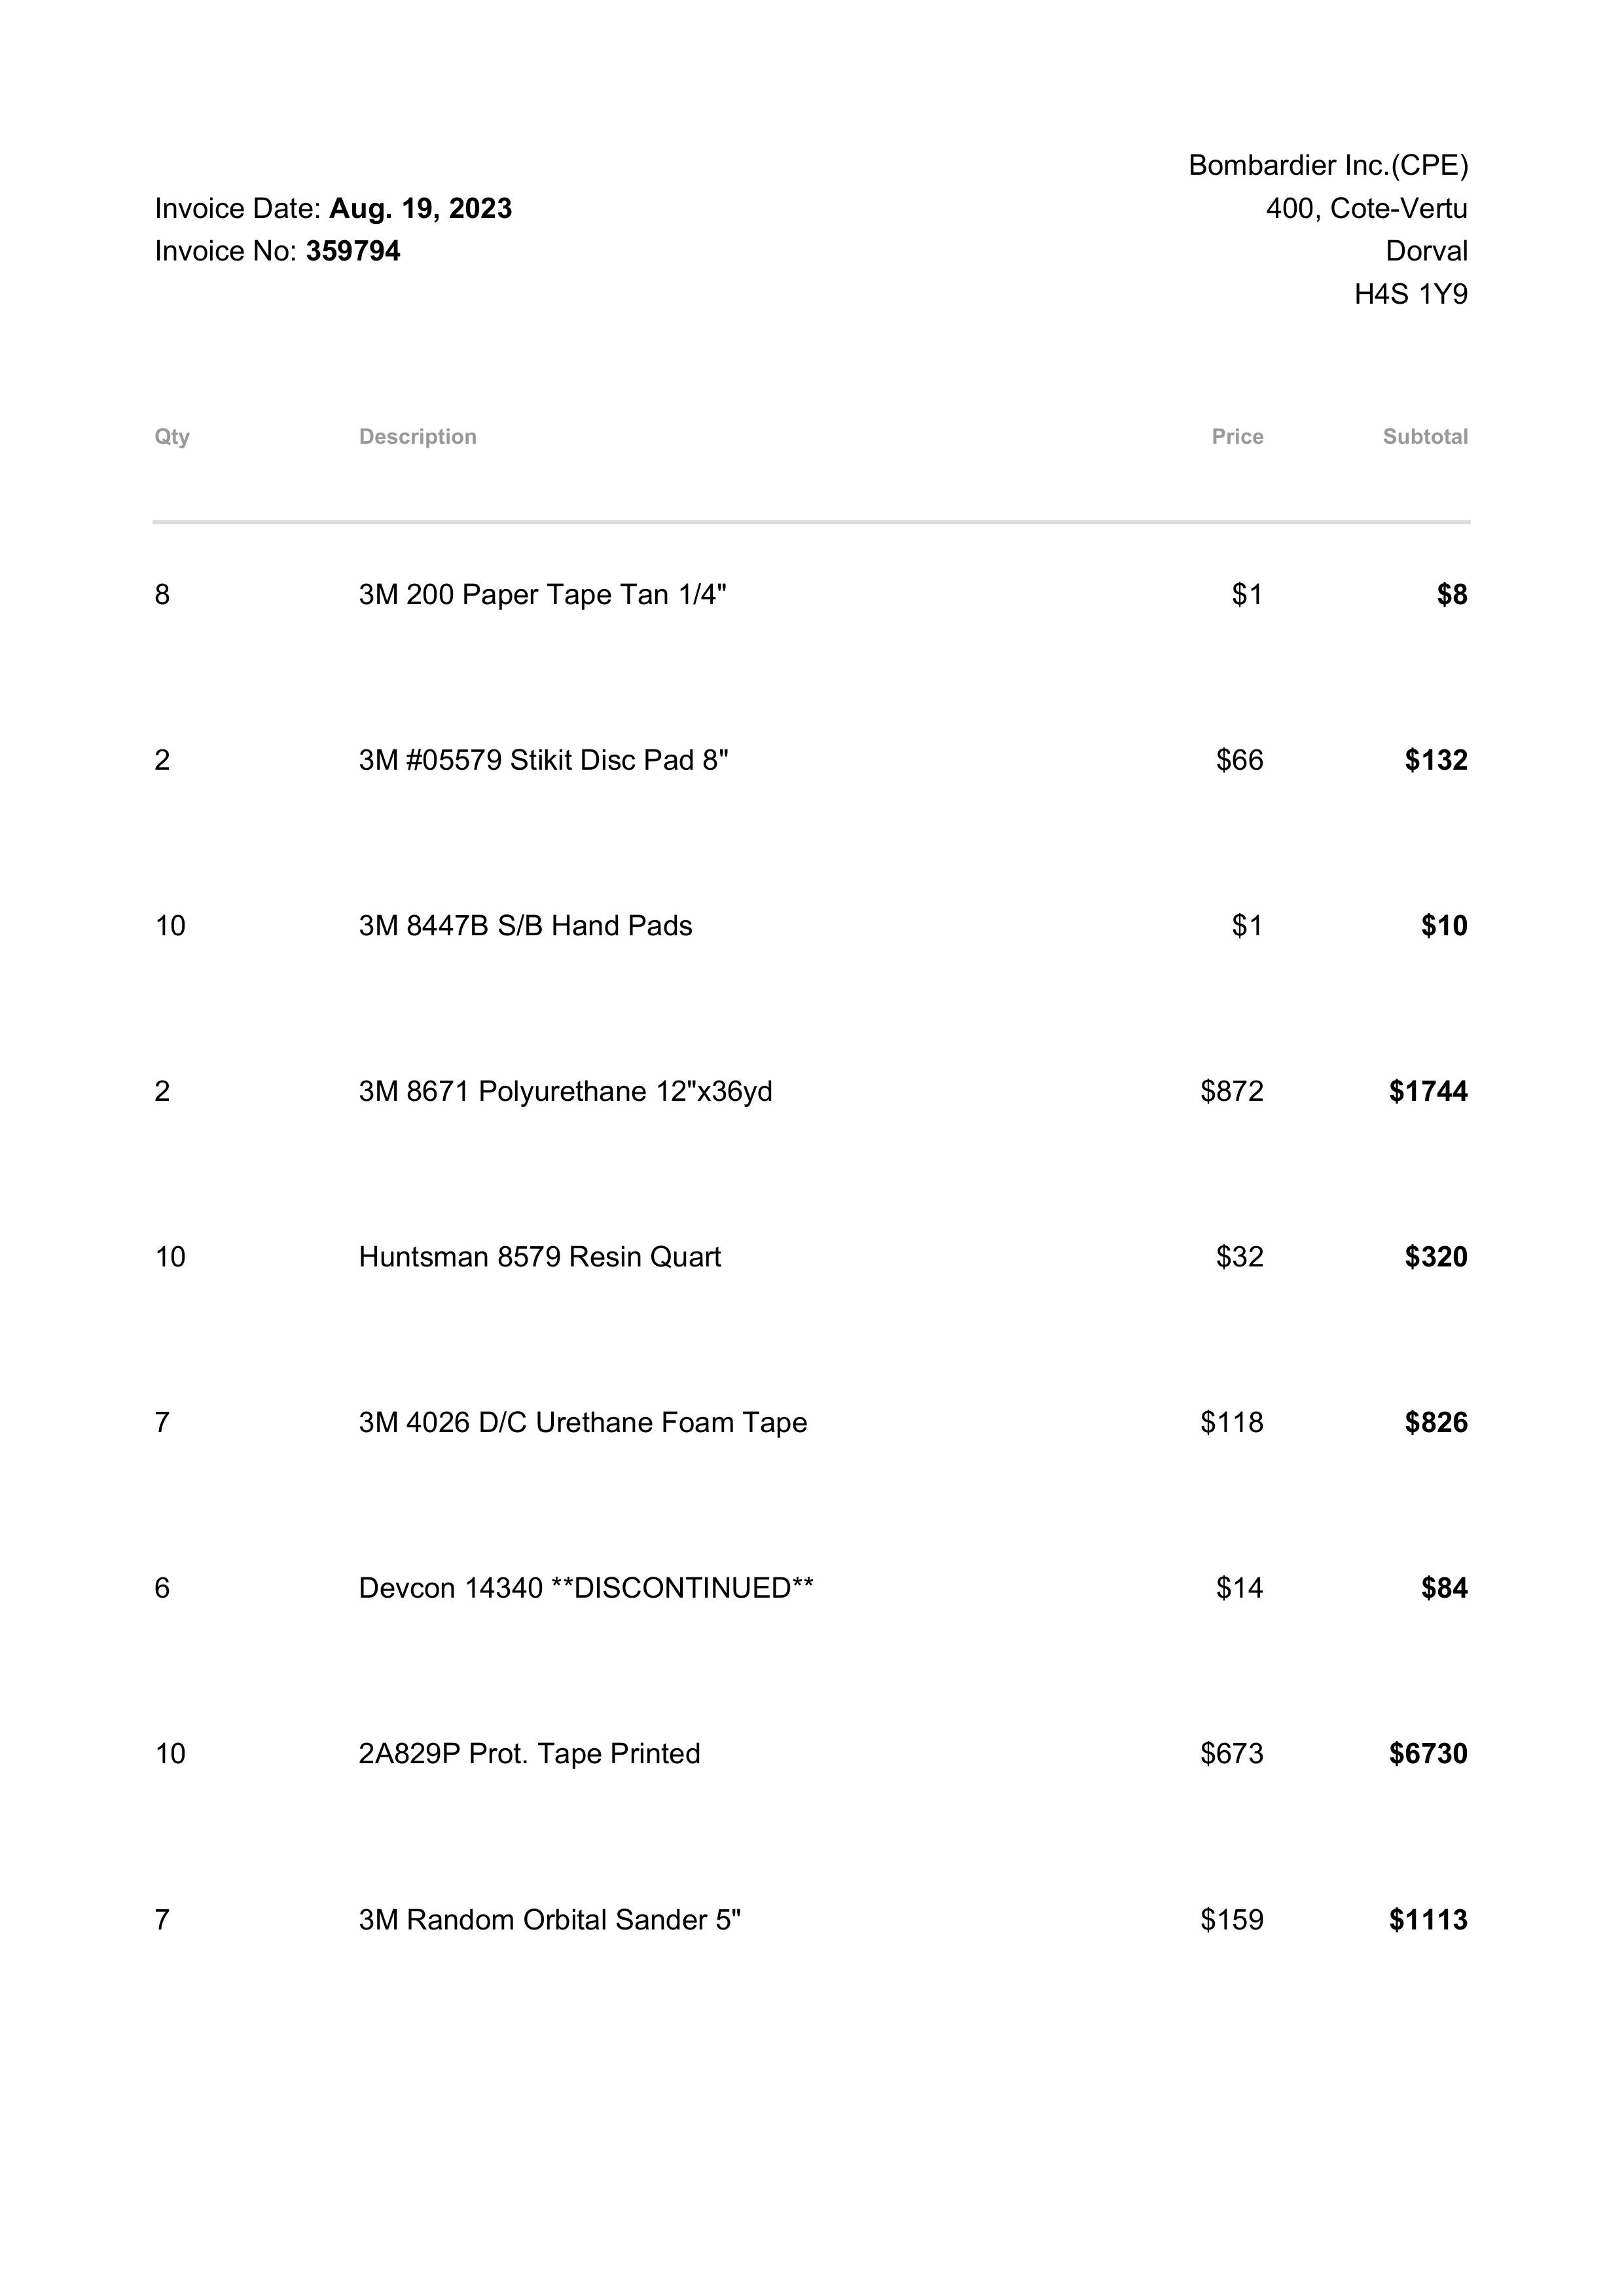 Bombardier Inc.(CPE)
400, Cote-Vertu
Dorval
H4S 1Y9
Invoice Date: Aug. 19, 2023
Invoice No: 359794
Qty Description Price Subtotal
8 3M 200 Paper Tape Tan 1/4" $1 $8
2 3M #05579 Stikit Disc Pad 8" $66 $132
10 3M 8447B S/B Hand Pads $1 $10
2 3M 8671 Polyurethane 12"x36yd $872 $1744
10 Huntsman 8579 Resin Quart $32 $320
7 3M 4026 D/C Urethane Foam Tape $118 $826
6 Devcon 14340 **DISCONTINUED** $14 $84
10 2A829P Prot. Tape Printed $673 $6730
7 3M Random Orbital Sander 5" $159 $1113